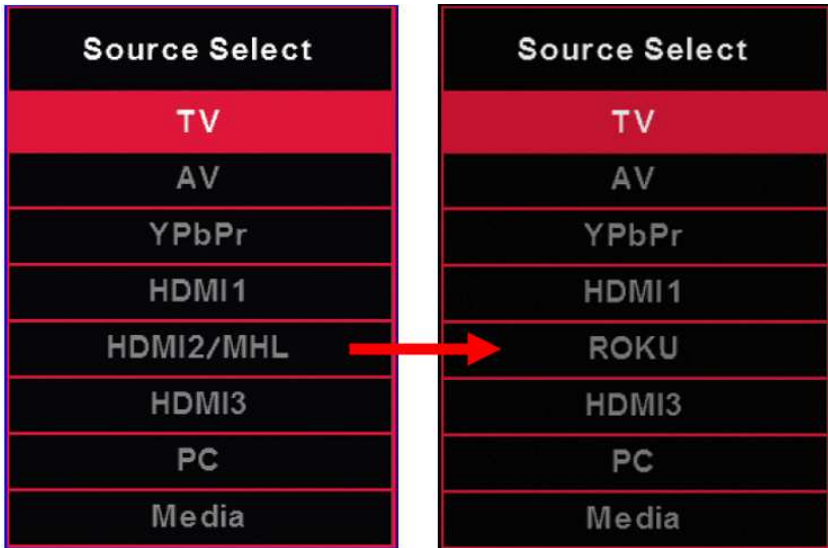 Source Select
TV
AV
YPbPr
HDMI1
HDMI2/MHL
HDMI3
PC
Media
Source Select
TV
AV
YPbPr
HDMI1
ROKU
HDMI3
PC
Media